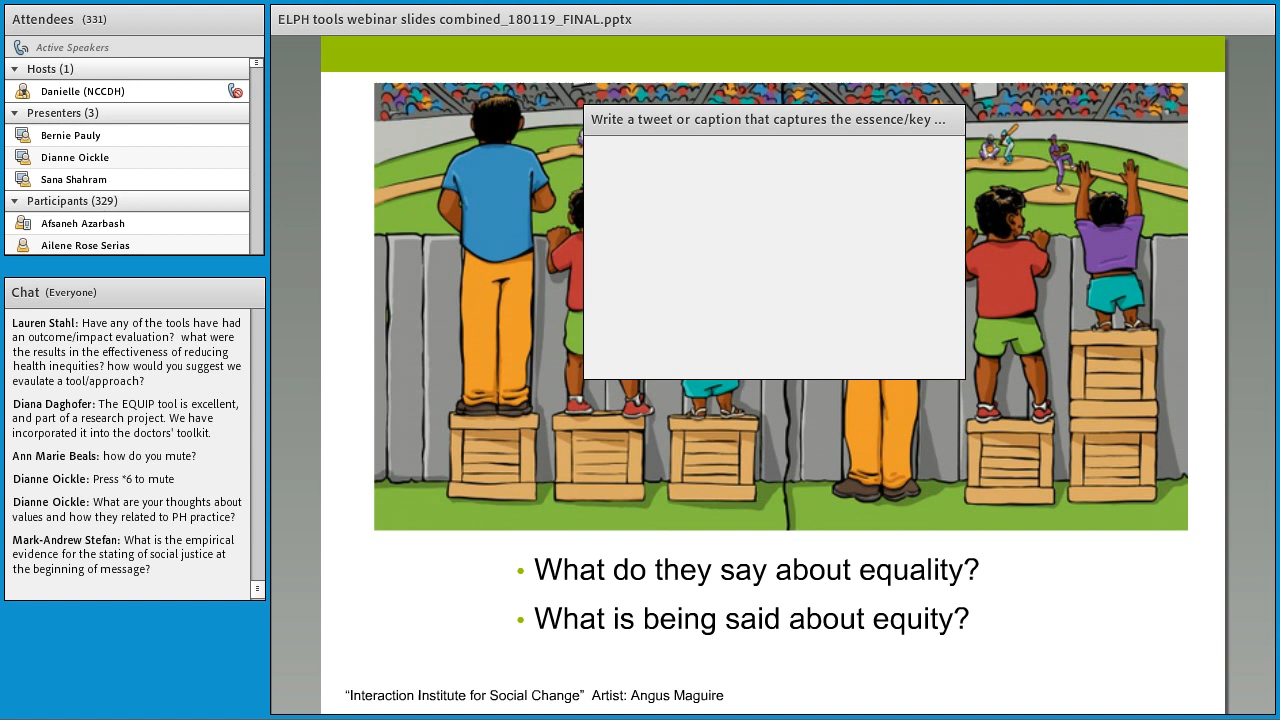 Attendees (331)
Active Speakers
Hosts (1)
Danielle (NCCDH)
Presenters (3)
Bernie Pauly
Dianne Oickle
Sana Shahram
Participants (329)
Afsaneh Azarbash
Ailene Rose Serias
Chat (Everyone)
Lauren Stahl: Have any of the tools have had
an outcome/impact evaluation? what were
the results in the effectiveness of reducing
health inequities? how would you suggest we
evaulate a tool/approach?
Diana Daghofer: The EQUIP tool is excellent,
and part of a research project. We have
incorporated it into the doctors' toolkit.
Ann Marie Beals: how do you mute?
Dianne Oickle: Press *6 to mute
Dianne Oickle: What are your thoughts about
values and how they related to PH practice?
Mark-Andrew Stefan: What is the empirical
evidence for the stating of social justice at
the beginning of message?
ELPH tools webinar slides combined_180119_FINAL.pptx
Write a tweet or caption that captures the essence/key ...
• What do they say about equality?
• What is being said about equity?
“Interaction Institute for Social Change” Artist: Angus Maguire